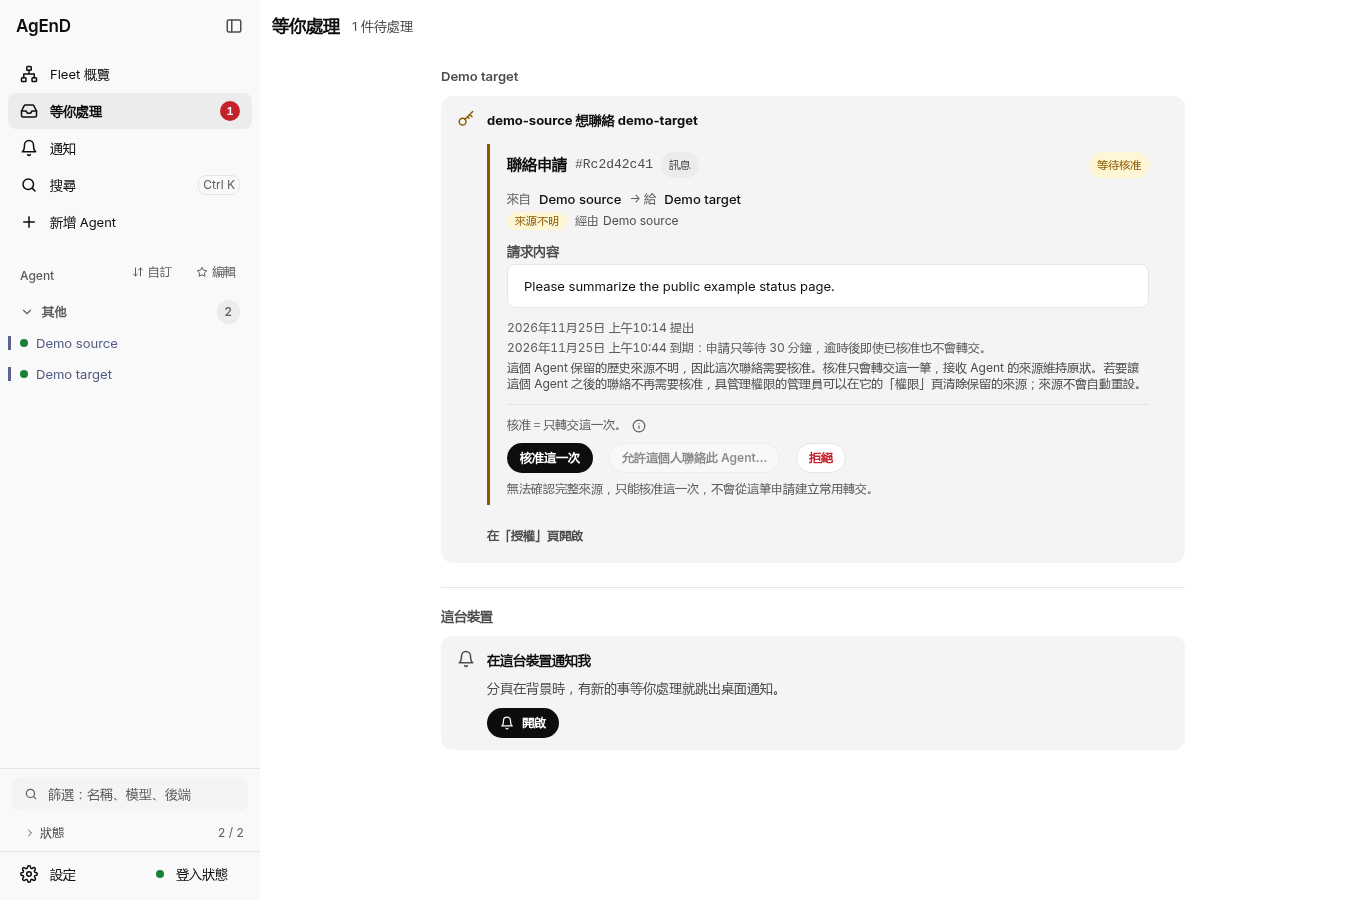 AgEnD
Fleet 概覽
等你處理 1
通知
搜尋 Ctrl K
新增 Agent
Agent 自訂 編輯
其他 2
Demo source
Demo target
篩選：名稱、模型、後端
狀態 2 / 2
設定 登入狀態
等你處理 1 件待處理
Demo target
demo-source 想聯絡 demo-target
聯絡申請 #Rc2d42c41 訊息 等待核准
來自 Demo source → 給 Demo target
來源不明 經由 Demo source
請求內容
Please summarize the public example status page.
2026年11月25日 上午10:14 提出
2026年11月25日 上午10:44 到期：申請只等待 30 分鐘，逾時後即使已核准也不會轉交。
這個 Agent 保留的歷史來源不明，因此這次聯絡需要核准。核准只會轉交這一筆，接收 Agent 的來源維持原狀。若要讓
這個 Agent 之後的聯絡不再需要核准，具管理權限的管理員可以在它的「權限」頁清除保留的來源；來源不會自動重設。
核准 = 只轉交這一次。
核准這一次 允許這個人聯絡此 Agent... 拒絕
無法確認完整來源，只能核准這一次，不會從這筆申請建立常用轉交。
在「授權」頁開啟
這台裝置
在這台裝置通知我
分頁在背景時，有新的事等你處理就跳出桌面通知。
開啟